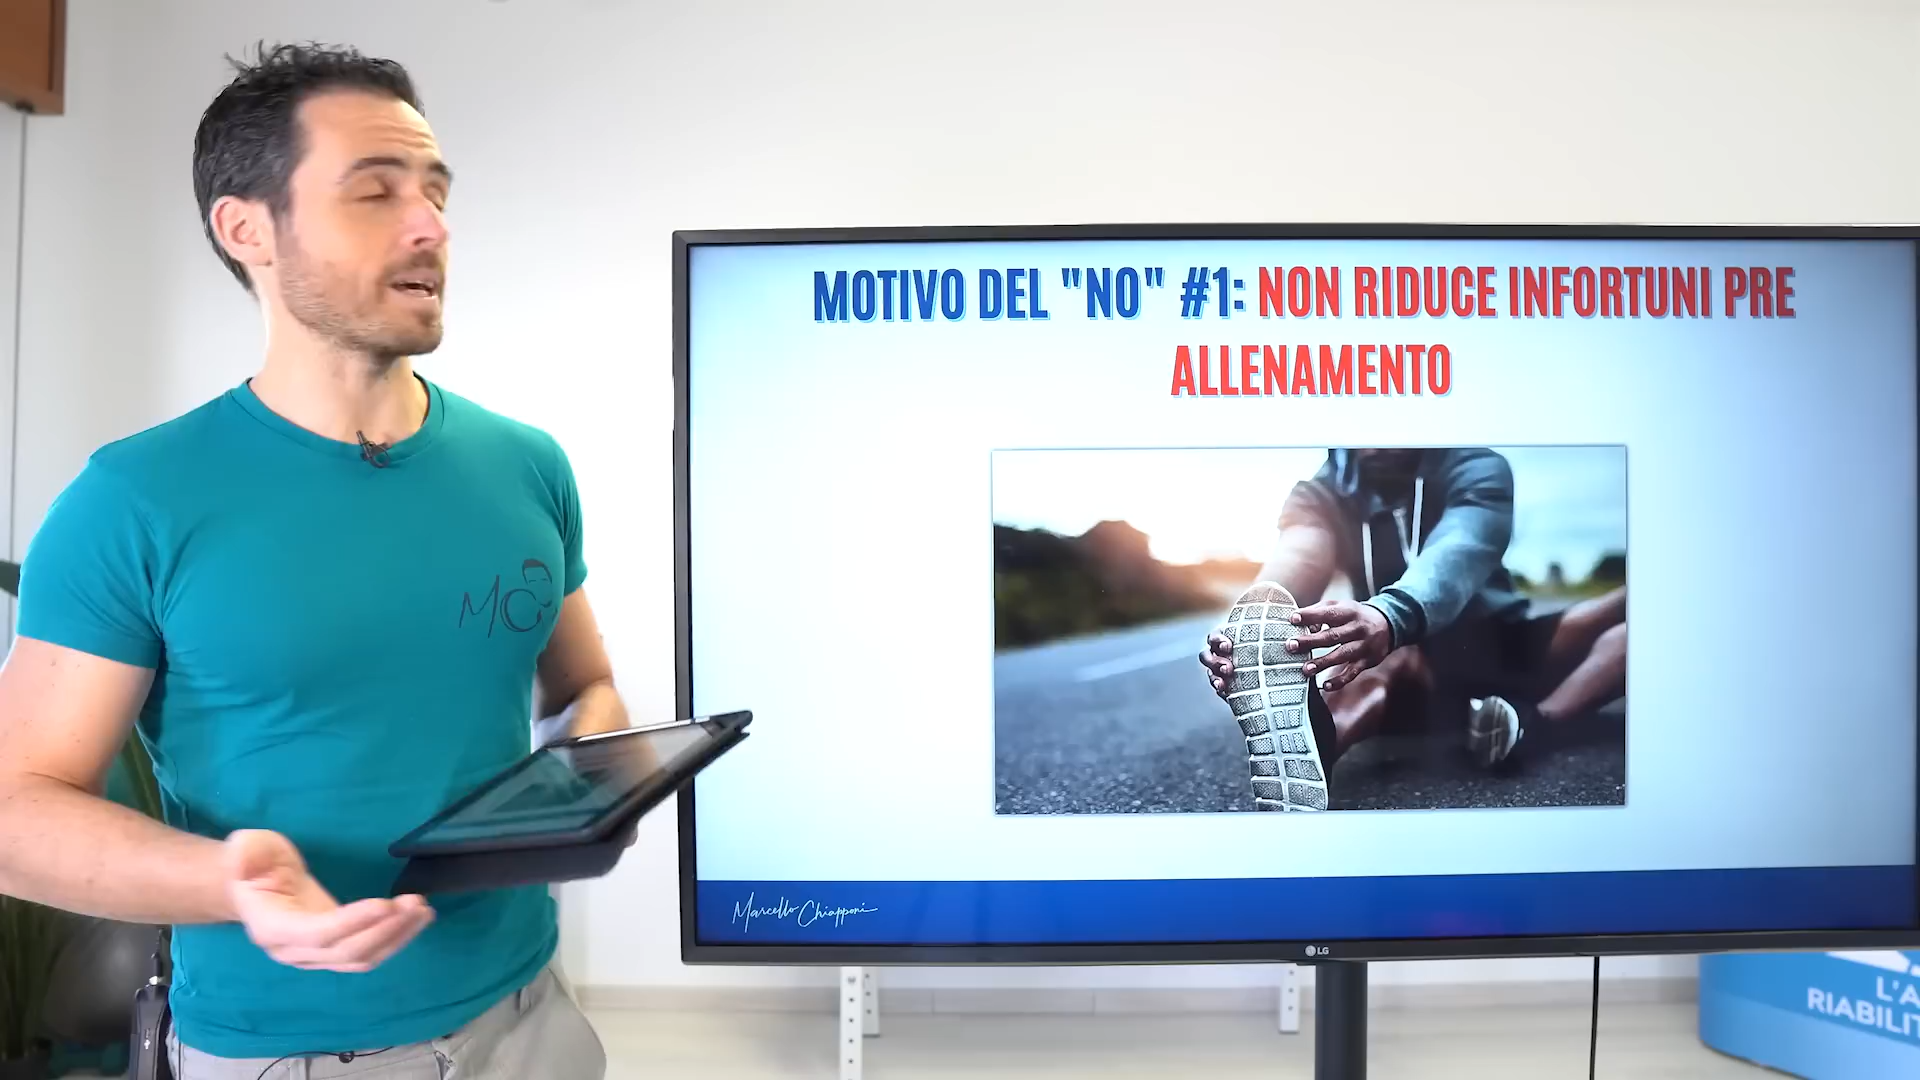 MOTIVO DEL "NO" #1: NON RIDUCE INFORTUNI PRE
ALLENAMENTO
MC
Marcello Chiapponi
LG
L'A
RIABILIT